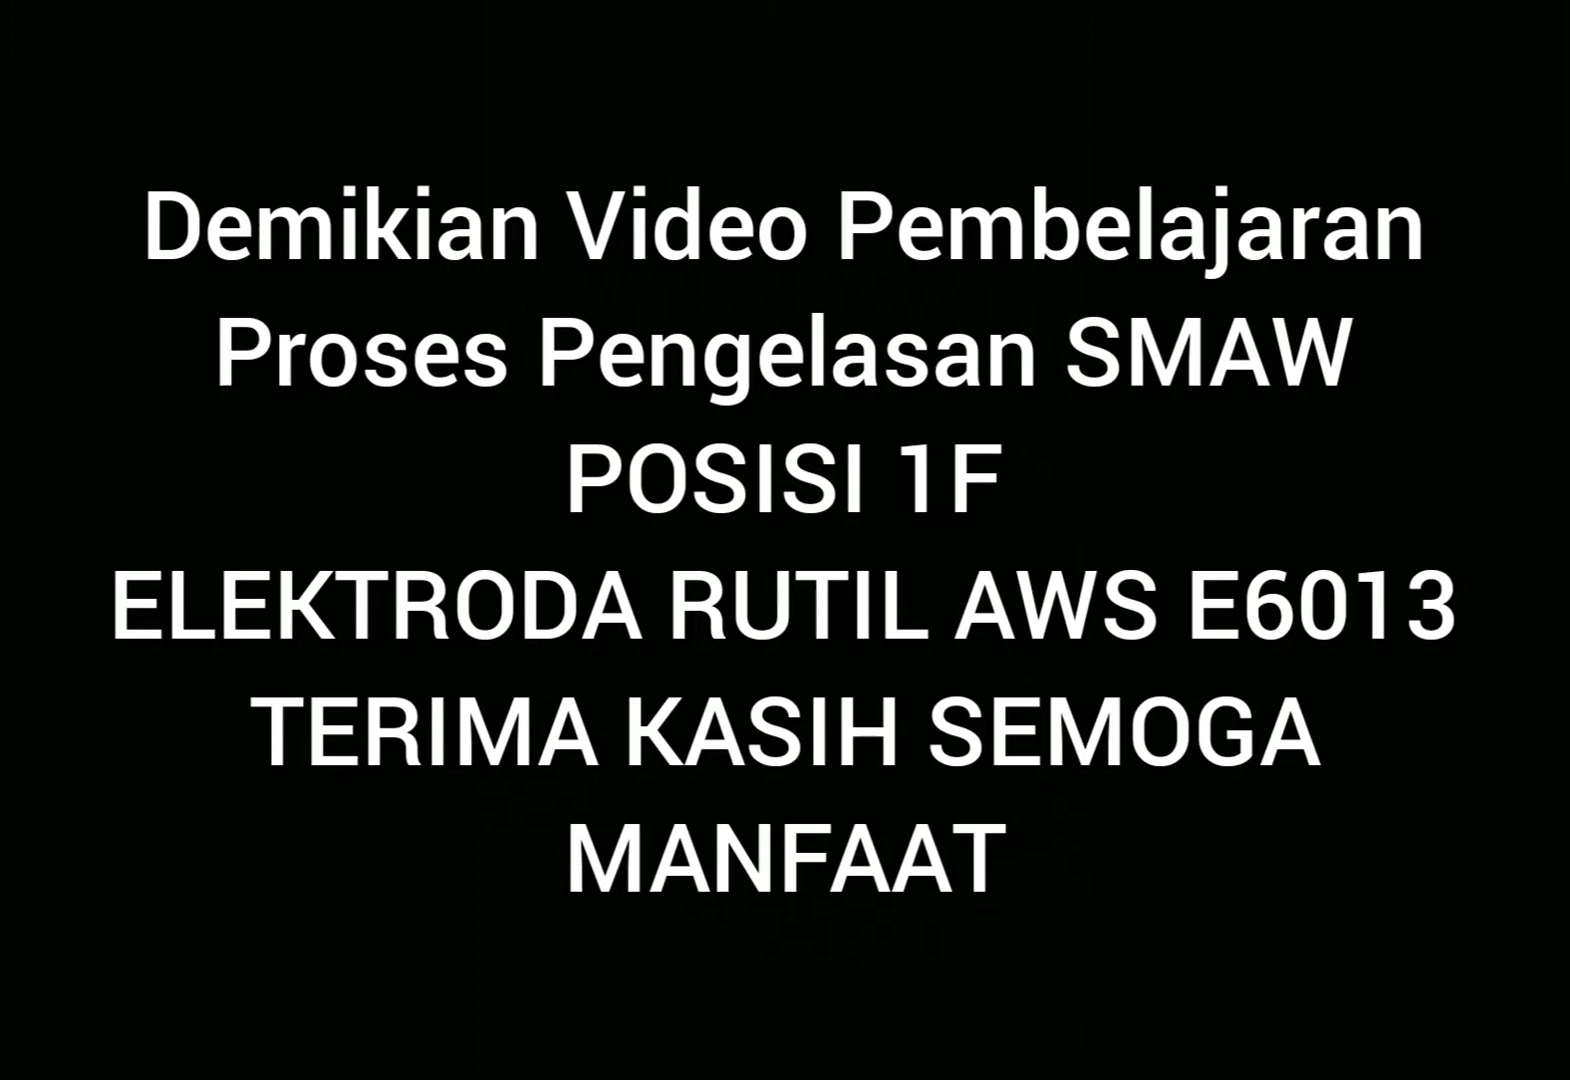 Demikian Video Pembelajaran
Proses Pengelasan SMAW
POSISI 1F
ELEKTRODA RUTIL AWS E6013
TERIMA KASIH SEMOGA
MANFAAT